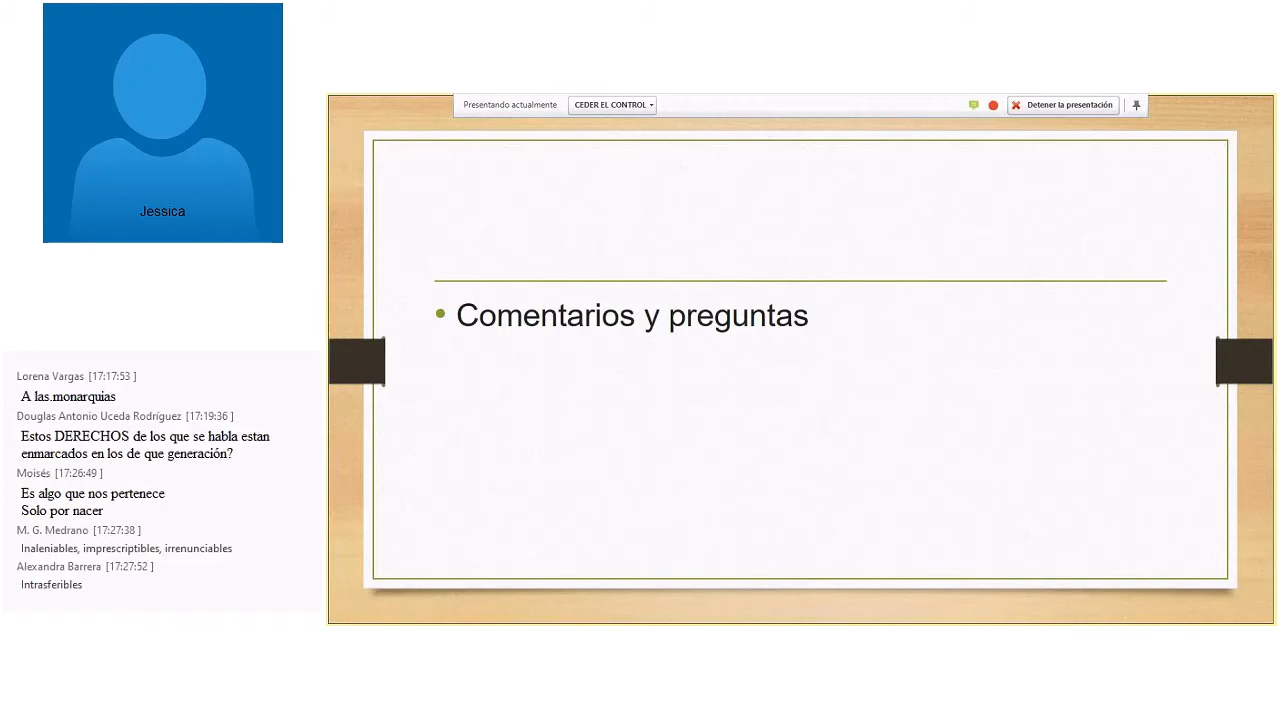 Jessica
Presentando actualmente
CEDER EL CONTROL
Detener la presentación
Comentarios y preguntas
Lorena Vargas [17:17:53 ]
A las.monarquias
Douglas Antonio Uceda Rodríguez [17:19:36 ]
Estos DERECHOS de los que se habla estan
enmarcados en los de que generación?
Moisés [17:26:49 ]
Es algo que nos pertenece
Solo por nacer
M. G. Medrano [17:27:38 ]
Inaleniables, imprescriptibles, irrenunciables
Alexandra Barrera [17:27:52 ]
Intrasferibles